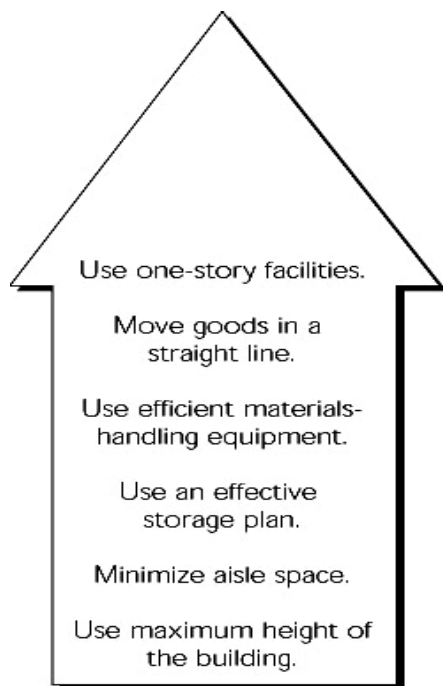 Use one-story facilities.
Move goods in a
straight line.
Use efficient materials-
handling equipment.
Use an effective
storage plan.
Minimize aisle space.
Use maximum height of
the building.